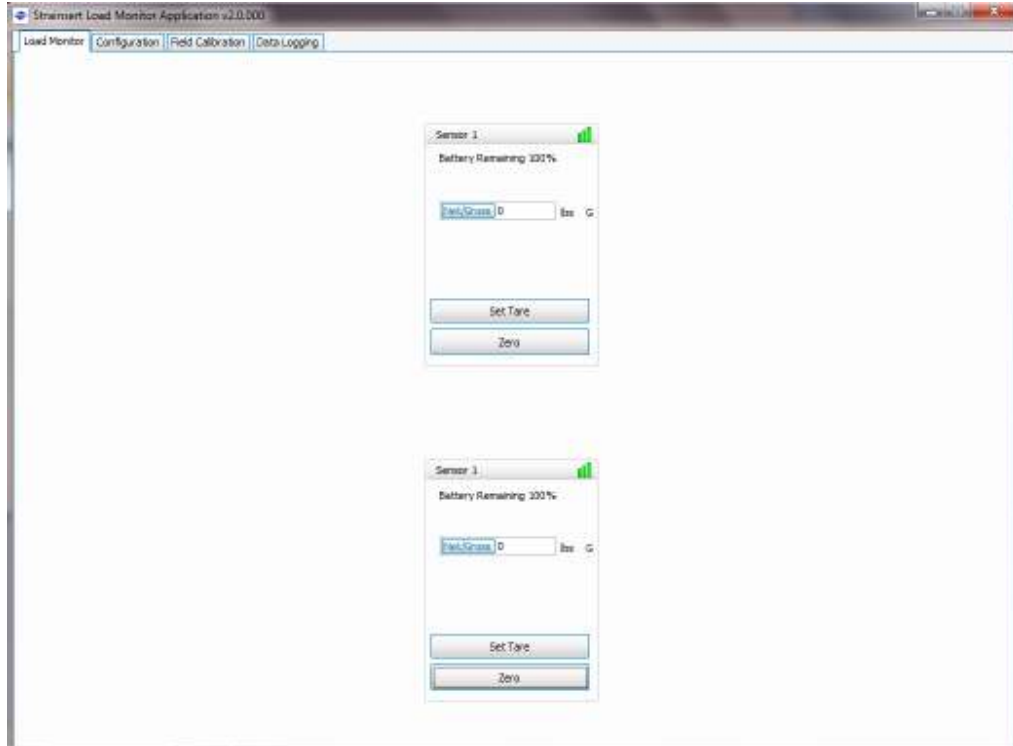 Strainsert Load Monitor Application v2.0.000
Load Monitor Configuration Field Calibration Data Logging
Sensor 1
Battery Remaining 100%
Net/Gross 0 lbs G
Set Tare
Zero
Sensor 1
Battery Remaining 100%
Net/Gross 0 lbs G
Set Tare
Zero